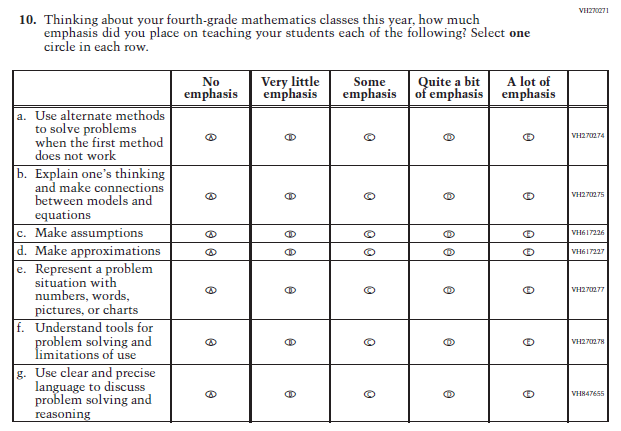 VH270271
10. Thinking about your fourth-grade mathematics classes this year, how much
emphasis did you place on teaching your students each of the following? Select one
circle in each row.
No emphasis Very little emphasis Some emphasis Quite a bit of emphasis A lot of emphasis
a. Use alternate methods
to solve problems
when the first method
does not work
A B C D E VH270274
b. Explain one's thinking
and make connections
between models and
equations
A B C D E VH270275
c. Make assumptions A B C D E VH617226
d. Make approximations A B C D E VH617227
e. Represent a problem
situation with
numbers, words,
pictures, or charts
A B C D E VH270277
f. Understand tools for
problem solving and
limitations of use
A B C D E VH270278
g. Use clear and precise
language to discuss
problem solving and
reasoning
A B C D E VH847655